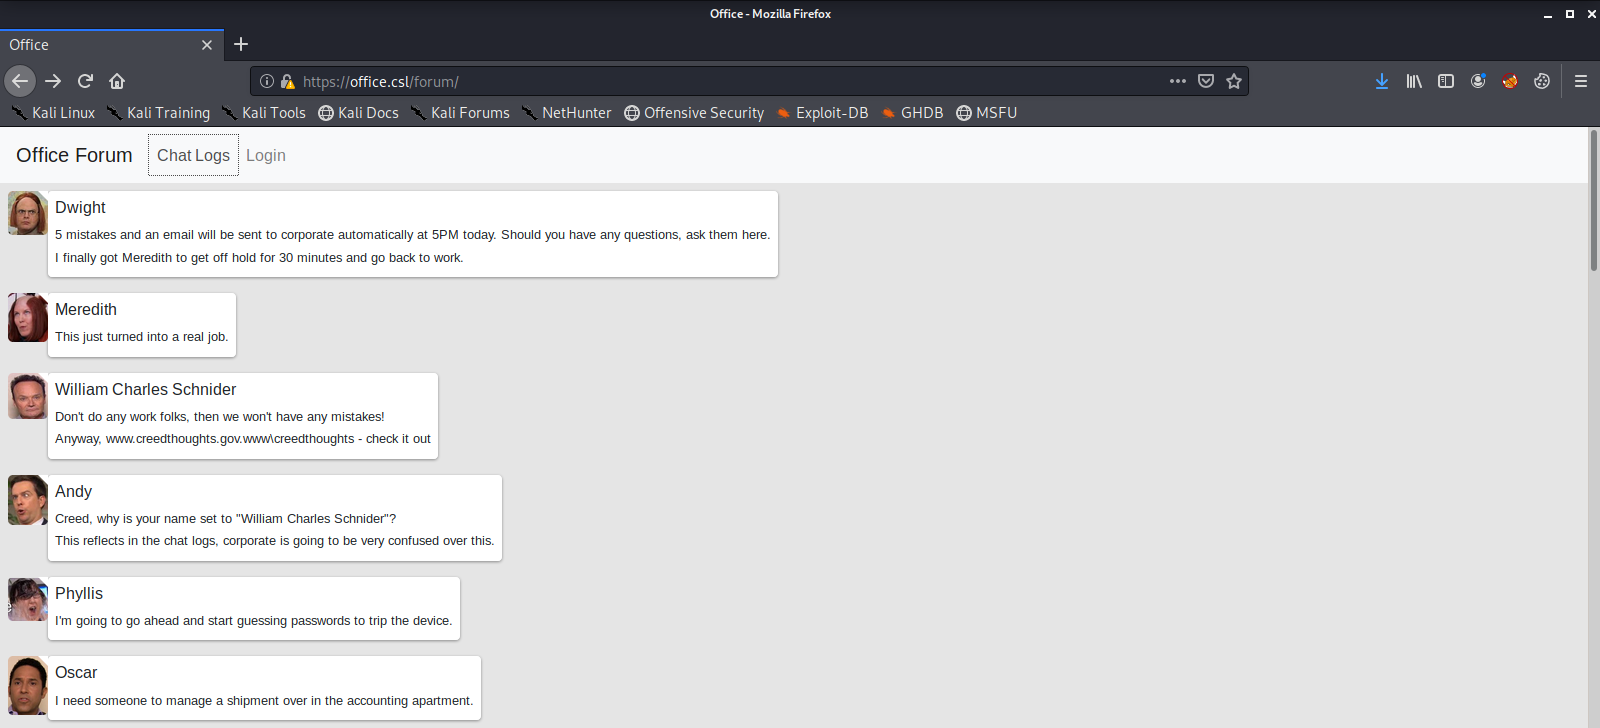 Office - Mozilla Firefox
Office
https://office.csl/forum/
Kali Linux Kali Training Kali Tools Kali Docs Kali Forums NetHunter Offensive Security Exploit-DB GHDB MSFU
Office Forum Chat Logs Login
Dwight
5 mistakes and an email will be sent to corporate automatically at 5PM today. Should you have any questions, ask them here.
I finally got Meredith to get off hold for 30 minutes and go back to work.
Meredith
This just turned into a real job.
William Charles Schnider
Don't do any work folks, then we won't have any mistakes!
Anyway, www.creedthoughts.gov.www\creedthoughts - check it out
Andy
Creed, why is your name set to "William Charles Schnider"?
This reflects in the chat logs, corporate is going to be very confused over this.
Phyllis
I'm going to go ahead and start guessing passwords to trip the device.
Oscar
I need someone to manage a shipment over in the accounting apartment.